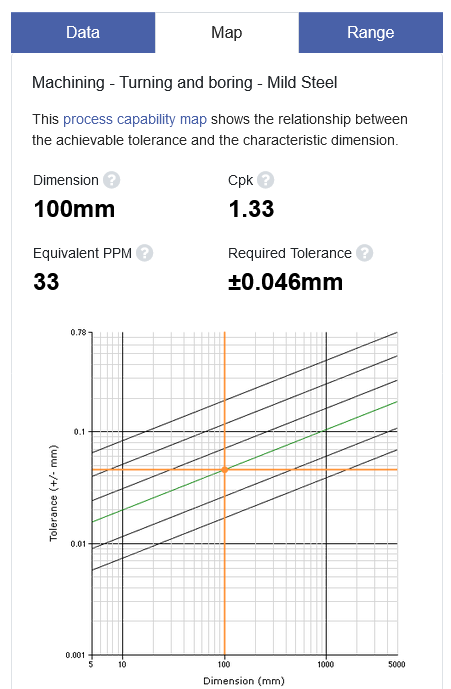 Data Map Range
Machining - Turning and boring - Mild Steel
This process capability map shows the relationship between
the achievable tolerance and the characteristic dimension.
Dimension ? Cpk ?
100mm 1.33
Equivalent PPM ? Required Tolerance ?
33 ±0.046mm
0.78
0.1
Tolerance (+/- mm)
0.01
0.001
5 10 100 1000 5000
Dimension (mm)